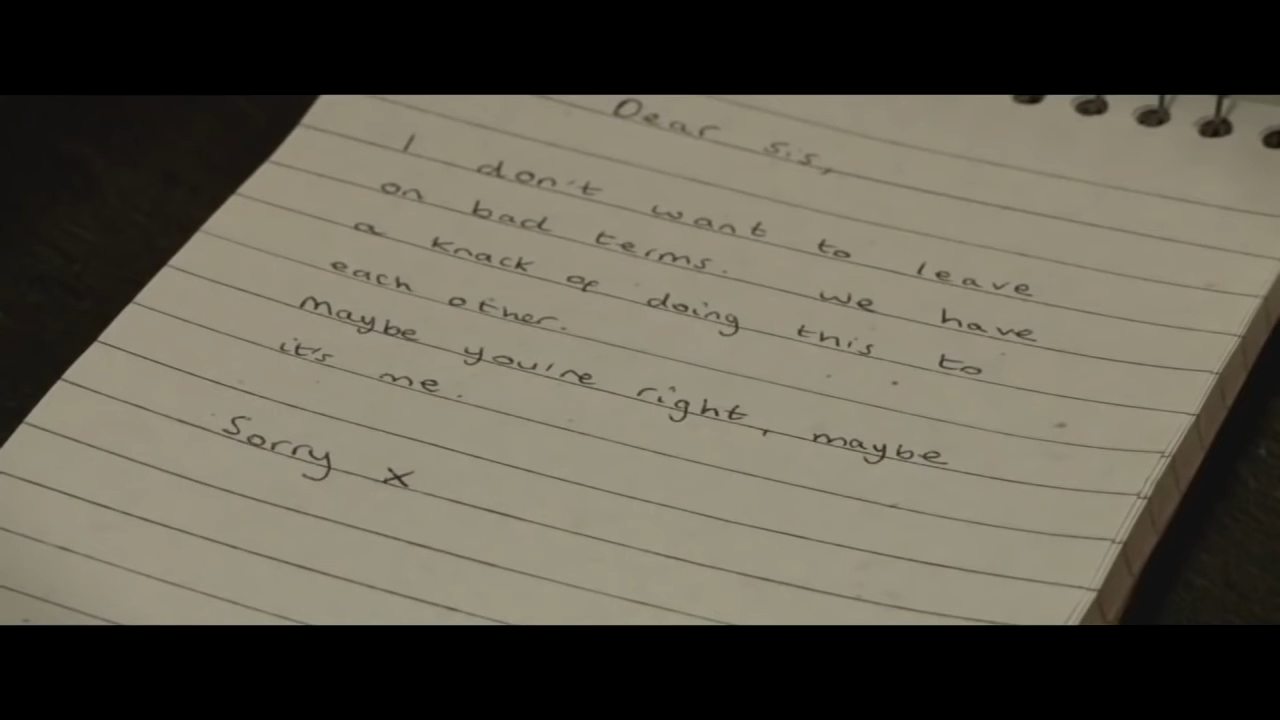 Dear sis,
I don't want to leave
on bad terms. We have
a knack of doing this to
each other.
Maybe you're right, maybe
it's me.
Sorry X